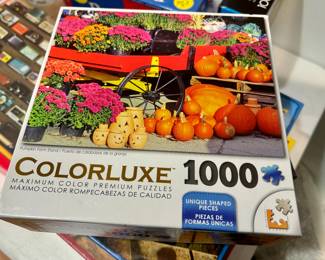 Pumpkin Farm Stand - Puesto de calabazas de la granja
COLORLUXE™ 1000
MAXIMUM COLOR PREMIUM PUZZLES
MÁXIMO COLOR ROMPECABEZAS DE CALIDAD
UNIQUE SHAPED
PIECES
PIEZAS DE
FORMAS ÚNICAS